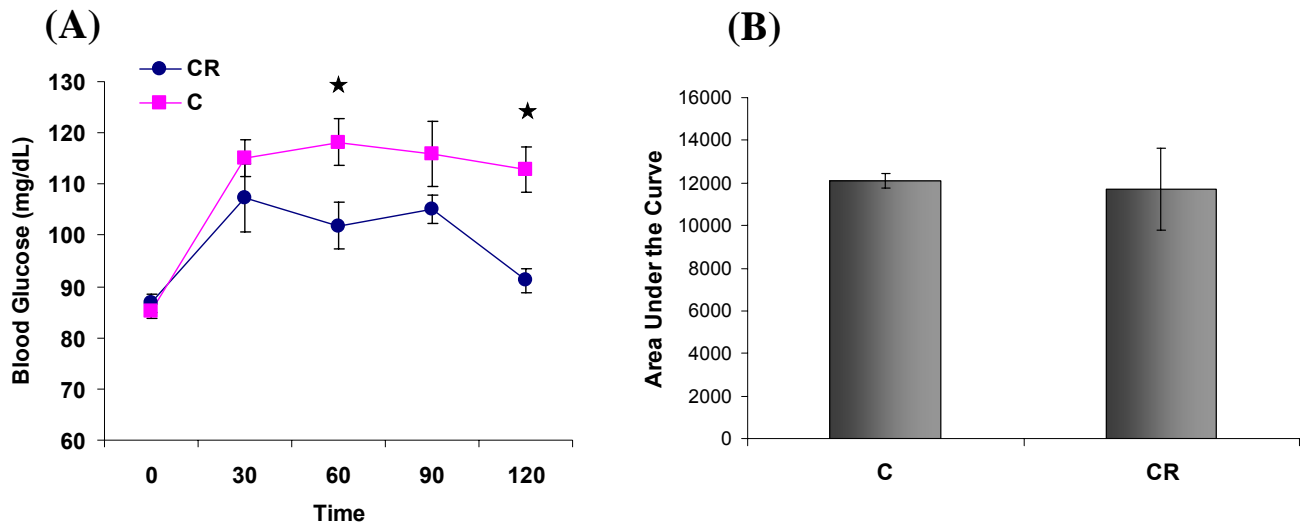 (A)
CR
C
130
120
110
100
90
80
70
60
Blood Glucose (mg/dL)
0 30 60 90 120
Time
(B)
16000
14000
12000
10000
8000
6000
4000
2000
0
Area Under the Curve
C CR